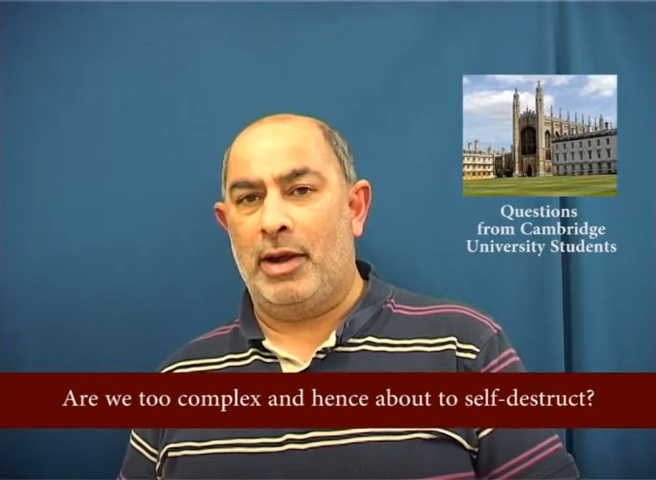 Questions
from Cambridge
University Students
Are we too complex and hence about to self-destruct?